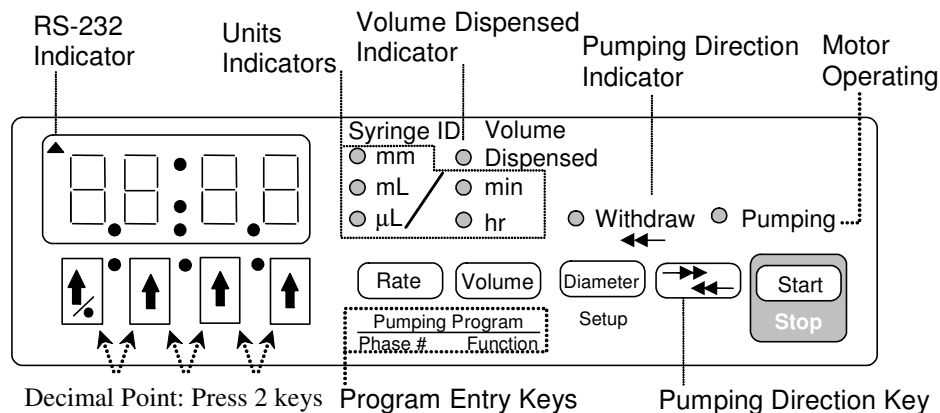 RS-232
Indicator
Units
Indicators
Volume Dispensed
Indicator
Pumping Direction
Indicator
Motor
Operating
Syringe ID
Volume
Dispensed
mm
mL
µL
min
hr
Withdraw
Pumping
Rate
Volume
Diameter
Start
Setup
Stop
Pumping Program
Phase # Function
Decimal Point: Press 2 keys
Program Entry Keys
Pumping Direction Key